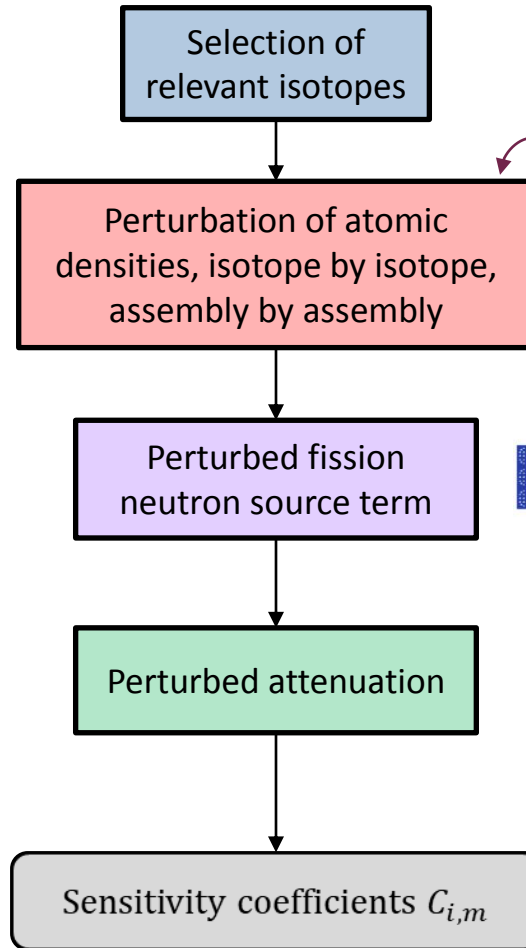 Selection of
relevant isotopes
Perturbation of atomic
densities, isotope by isotope,
assembly by assembly
Perturbed fission
neutron source term
Perturbed attenuation
Sensitivity coefficients C_{i,m}